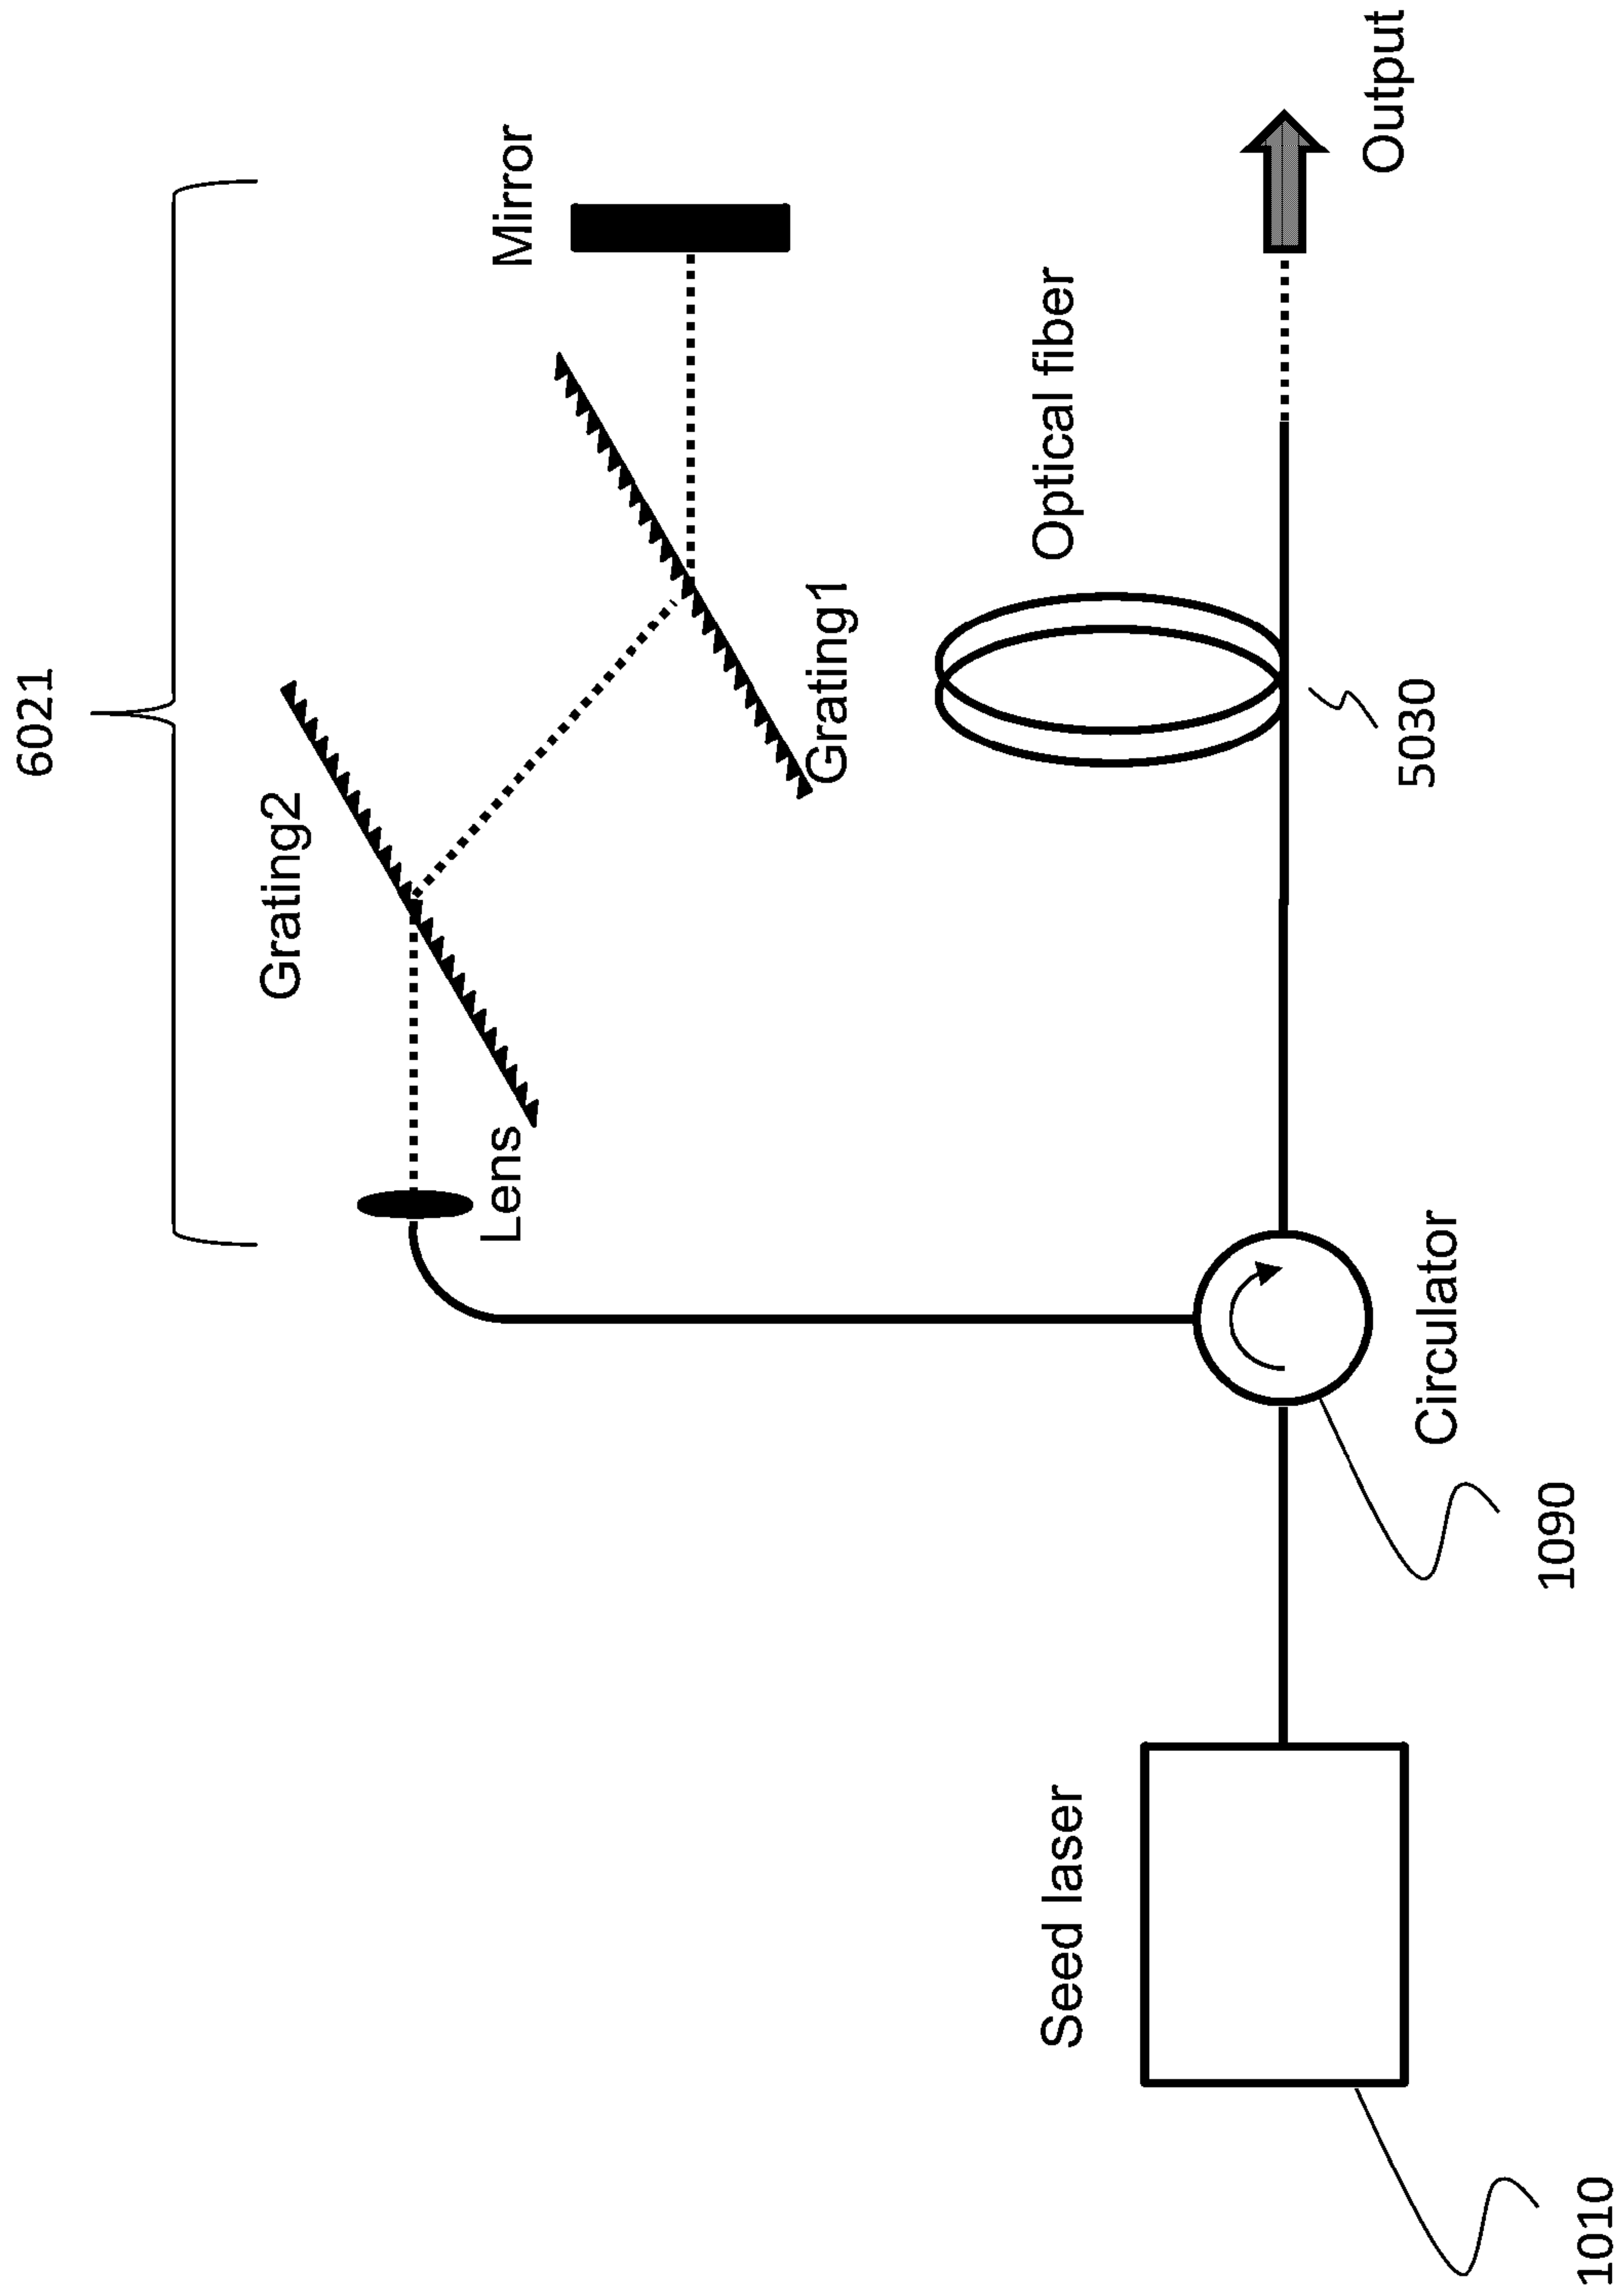 6021
Grating2
Mirror
Lens
Grating1
Optical fiber
Seed laser
Output
5030
Circulator
1090
1010